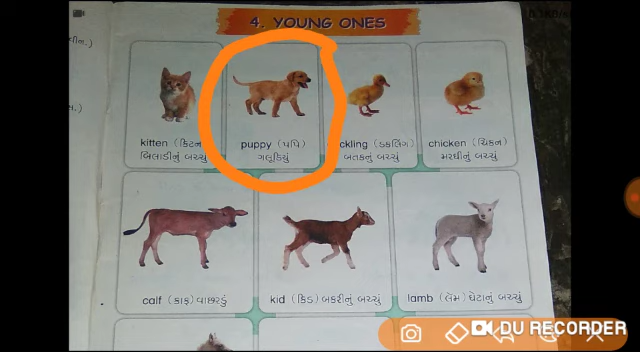 4. YOUNG ONES
kitten (કિટન
બિલાડીનું બચ્ચું
puppy (પપિ)
ગલૂડિયું
ckling (ડકલિંગ)
બતકનું બચ્ચું
chicken (ચિકન)
મરઘીનું બચ્ચું
calf (કાફ) વાછરડું
kid (કિડ) બકરીનું બચ્ચું
lamb (લૅમ) ઘેટાનું બચ્ચું
DU RECORDER